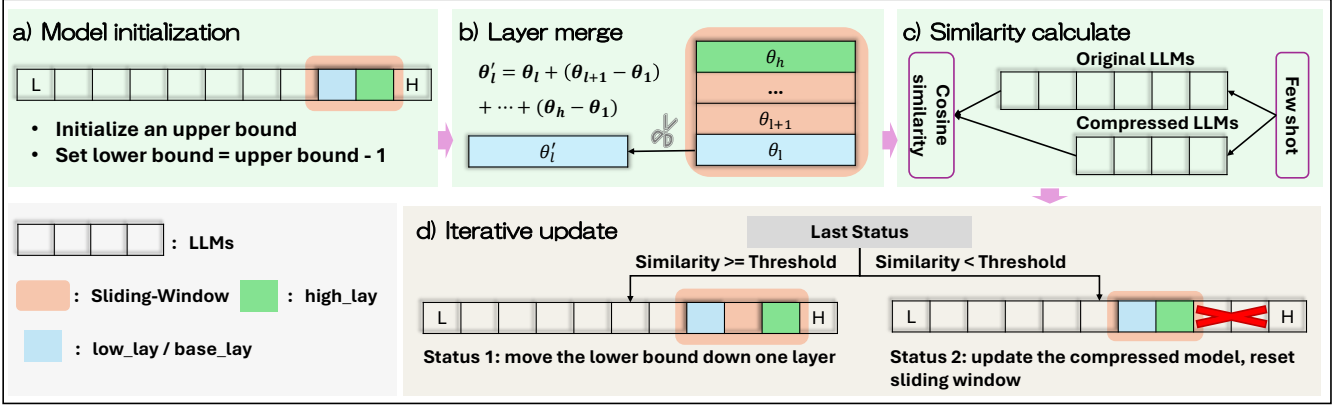 a) Model initialization
L
H
• Initialize an upper bound
• Set lower bound = upper bound - 1
b) Layer merge
θ′l = θl + (θl+1 − θ1)
+ ⋯ + (θh − θ1)
θ′l
θh
...
θl+1
θl
c) Similarity calculate
Original LLMs
Compressed LLMs
Cosine
similarity
Few shot
: LLMs
: Sliding-Window
: high_lay
: low_lay / base_lay
d) Iterative update
Last Status
Similarity >= Threshold
Similarity < Threshold
L
H
Status 1: move the lower bound down one layer
L
H
Status 2: update the compressed model, reset
sliding window